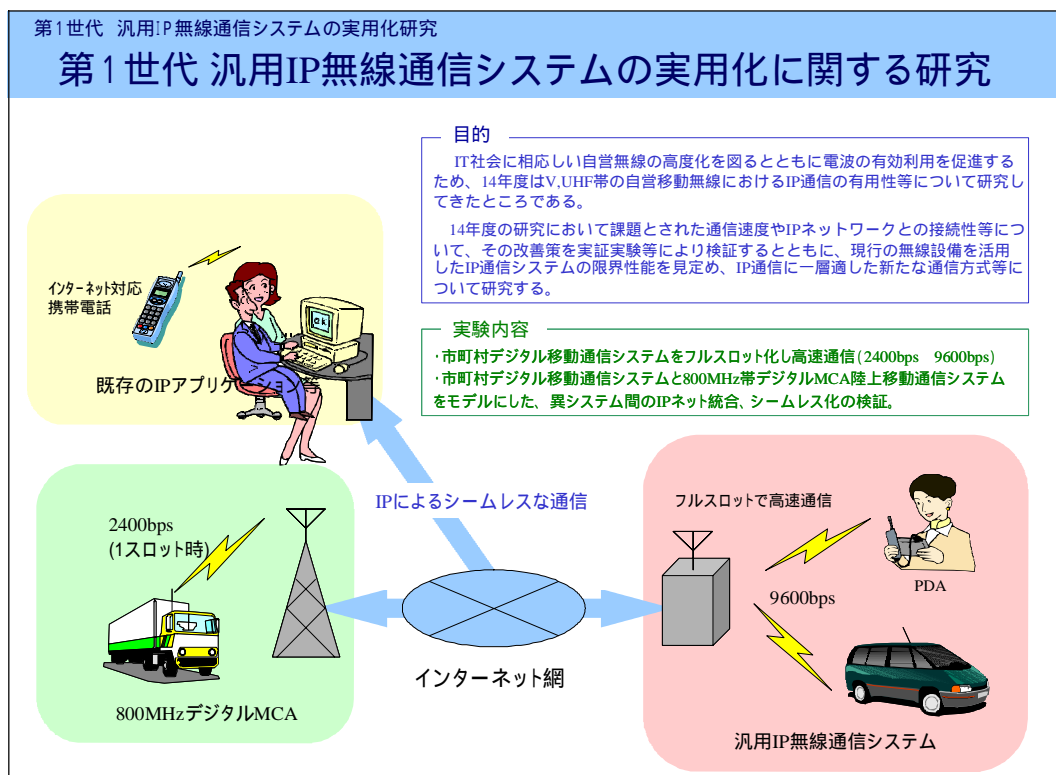 第1世代 汎用IP無線通信システムの実用化研究
第1世代 汎用IP無線通信システムの実用化に関する研究
目的
IT社会に相応しい自営無線の高度化を図るとともに電波の有効利用を促進する
ため、14年度はV,UHF帯の自営移動無線におけるIP通信の有用性等について研究し
てきたところである。
14年度の研究において課題とされた通信速度やIPネットワークとの接続性等につ
いて、その改善策を実証実験等により検証するとともに、現行の無線設備を活用
したIP通信システムの限界性能を見定め、IP通信に一層適した新たな通信方式等
について研究する。
実験内容
・市町村デジタル移動通信システムをフルスロット化し高速通信(2400bps 9600bps)
・市町村デジタル移動通信システムと800MHz帯デジタルMCA陸上移動通信システム
をモデルにした、異システム間のIPネット統合、シームレス化の検証。
インターネット対応
携帯電話
既存のIPアプリケーション
IPによるシームレスな通信
2400bps
(1スロット時)
800MHzデジタルMCA
インターネット網
フルスロットで高速通信
PDA
9600bps
汎用IP無線通信システム